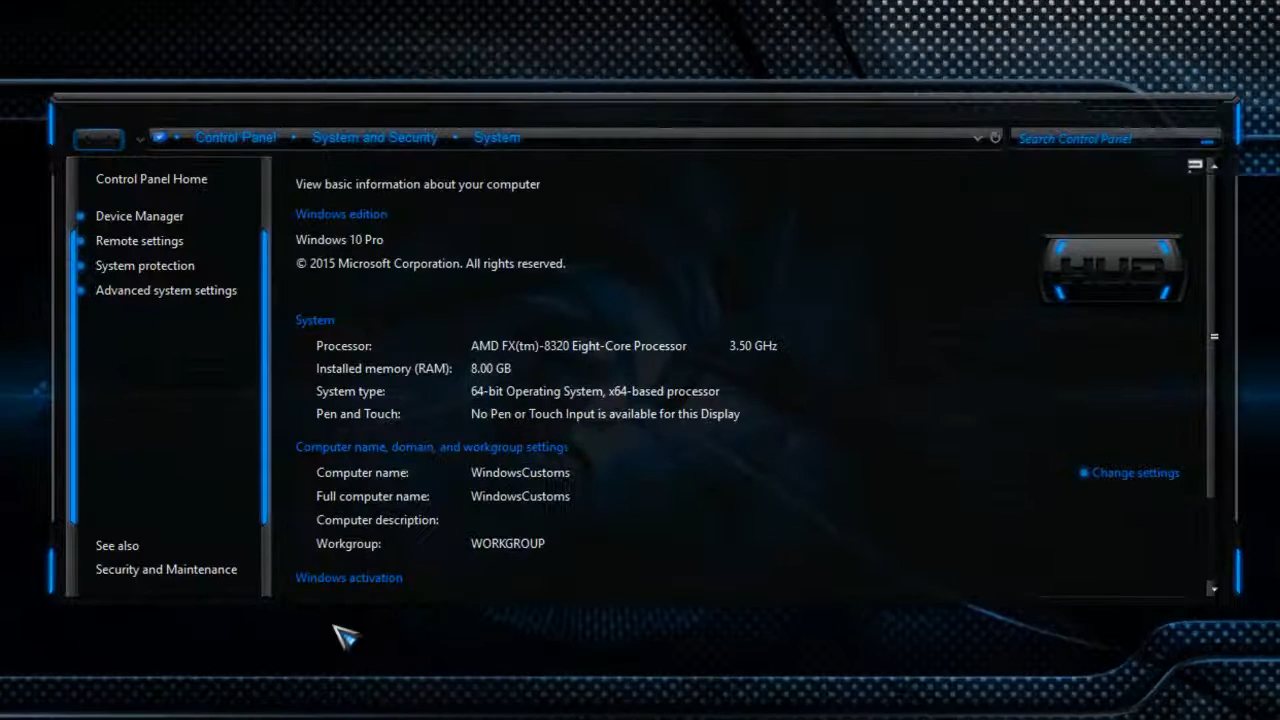 Control Panel • System and Security • System
Search Control Panel
Control Panel Home
Device Manager
Remote settings
System protection
Advanced system settings
See also
Security and Maintenance
View basic information about your computer
Windows edition
Windows 10 Pro
© 2015 Microsoft Corporation. All rights reserved.
HUD
System
Processor: AMD FX(tm)-8320 Eight-Core Processor 3.50 GHz
Installed memory (RAM): 8.00 GB
System type: 64-bit Operating System, x64-based processor
Pen and Touch: No Pen or Touch Input is available for this Display
Computer name, domain, and workgroup settings
Computer name: WindowsCustoms
Change settings
Full computer name: WindowsCustoms
Computer description:
Workgroup: WORKGROUP
Windows activation